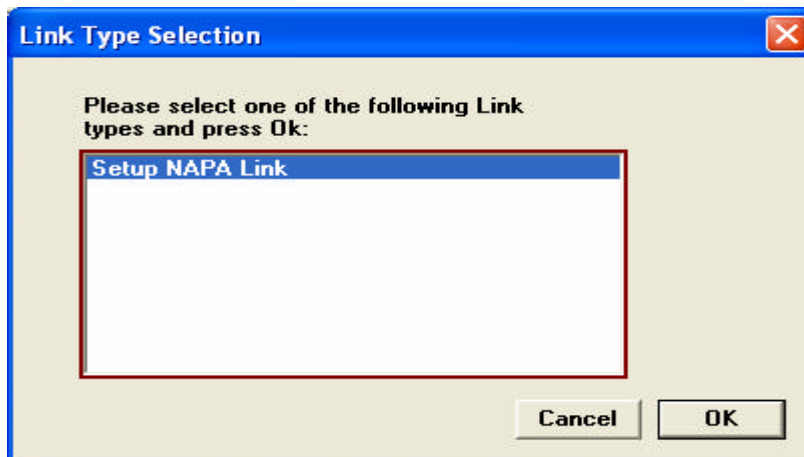 Link Type Selection
Please select one of the following Link
types and press Ok:
Setup NAPA Link
Cancel OK